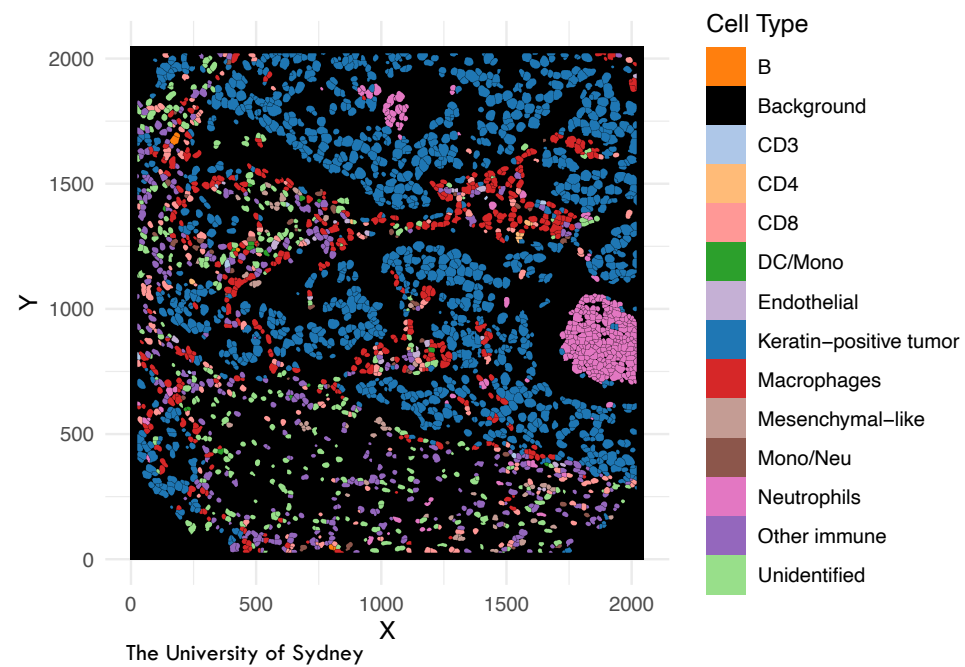 Cell Type
B
Background
CD3
CD4
CD8
DC/Mono
Endothelial
Keratin−positive tumor
Macrophages
Mesenchymal−like
Mono/Neu
Neutrophils
Other immune
Unidentified
Y
2000
1500
1000
500
0
0 500 1000 1500 2000
X
The University of Sydney